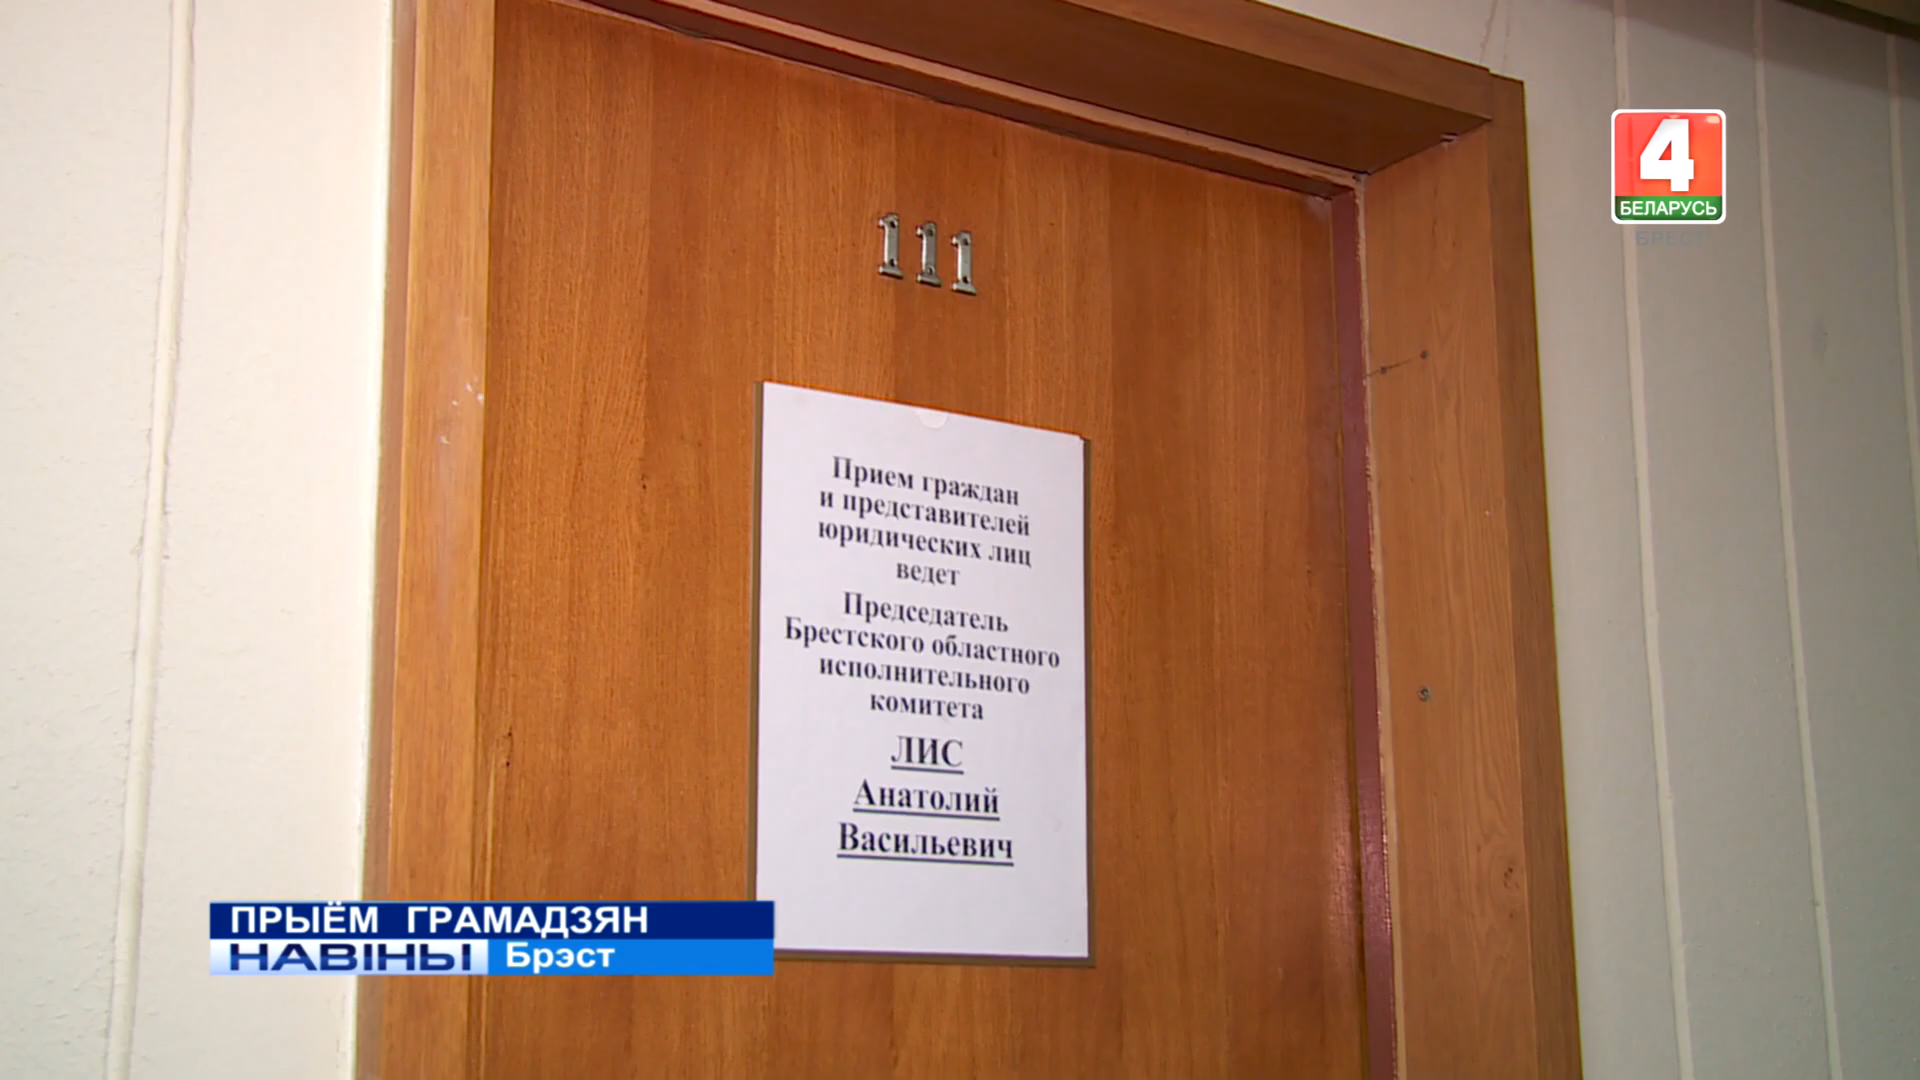 111
4
БЕЛАРУСЬ
БРЕСТ
Прием граждан
и представителей
юридических лиц
ведет
Председатель
Брестского областного
исполнительного
комитета
ЛИС
Анатолий
Васильевич
ПРЫЁМ ГРАМАДЗЯН
НАВІНЫ Брэст